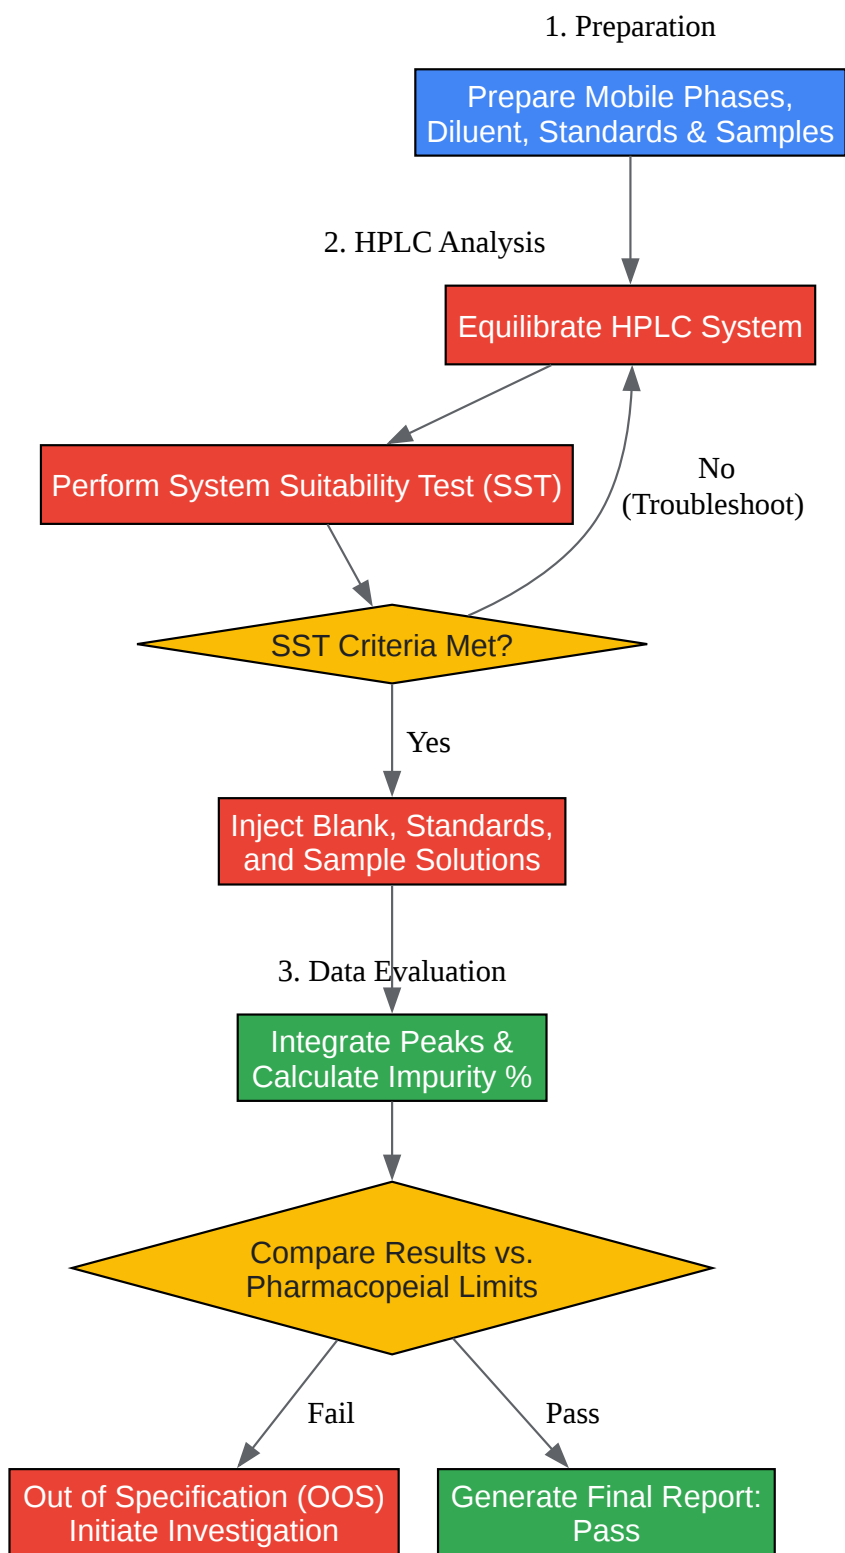 1. Preparation
Prepare Mobile Phases,
Diluent, Standards & Samples
2. HPLC Analysis
Equilibrate HPLC System
No
(Troubleshoot)
Perform System Suitability Test (SST)
SST Criteria Met?
Yes
Inject Blank, Standards,
and Sample Solutions
3. Data Evaluation
Integrate Peaks &
Calculate Impurity %
Compare Results vs.
Pharmacopeial Limits
Fail
Pass
Out of Specification (OOS)
Initiate Investigation
Generate Final Report:
Pass